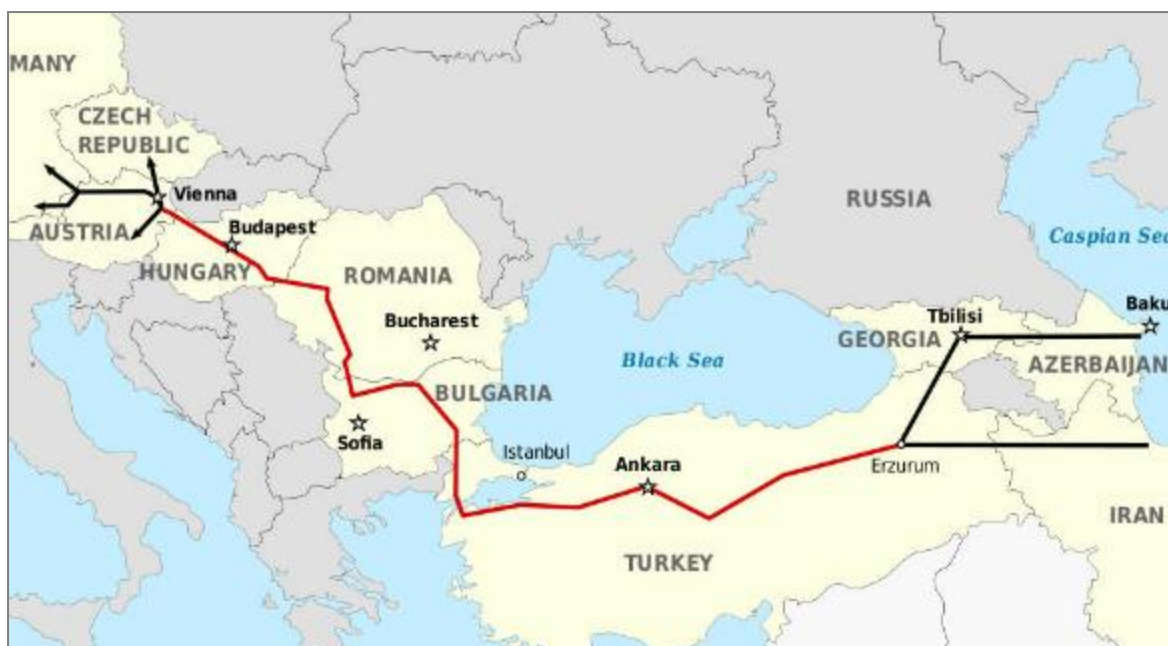 MANY
CZECH
REPUBLIC
Vienna
AUSTRIA
Budapest
HUNGARY
ROMANIA
Bucharest
BULGARIA
Sofia
Istanbul
Black Sea
Ankara
TURKEY
RUSSIA
Caspian Sea
Tbilisi
GEORGIA
Baku
AZERBAIJAN
Erzurum
IRAN